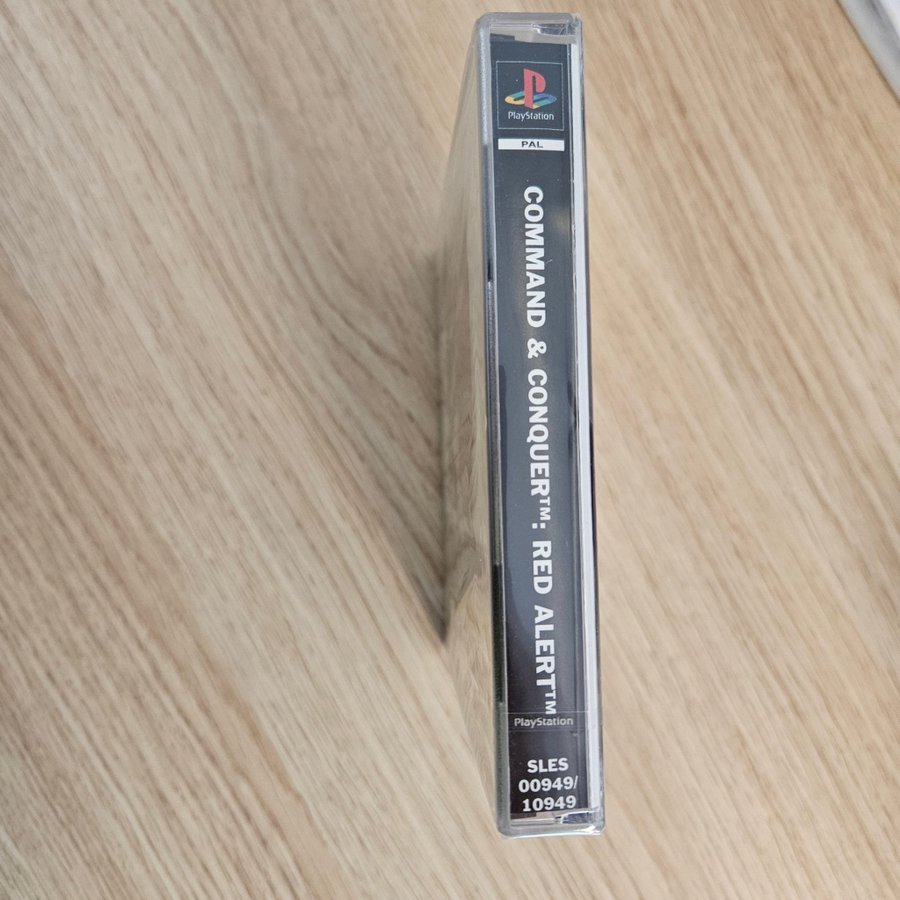 PlayStation
PAL
COMMAND & CONQUER™: RED ALERT™
PlayStation
SLES
00949/
10949